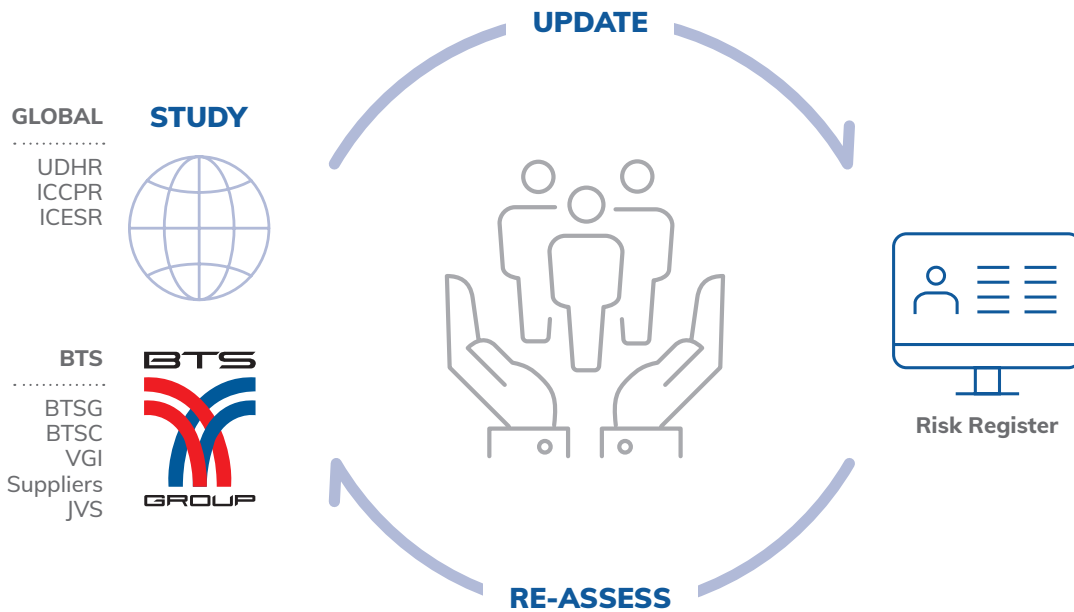 UPDATE
GLOBAL
STUDY
UDHR
ICCPR
ICESR
BTS
BTS
GROUP
BTSG
BTSC
VGI
Suppliers
JVS
Risk Register
RE-ASSESS